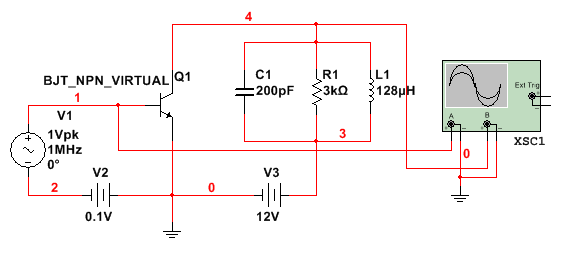 4
BJT_NPN_VIRTUAL Q1
C1
200pF
R1
3kΩ
L1
128µH
Ext Trig
+
-
A
B
+ - + -
XSC1
1
V1
1Vpk
1MHz
0°
3
0
2
V2
0.1V
0
V3
12V